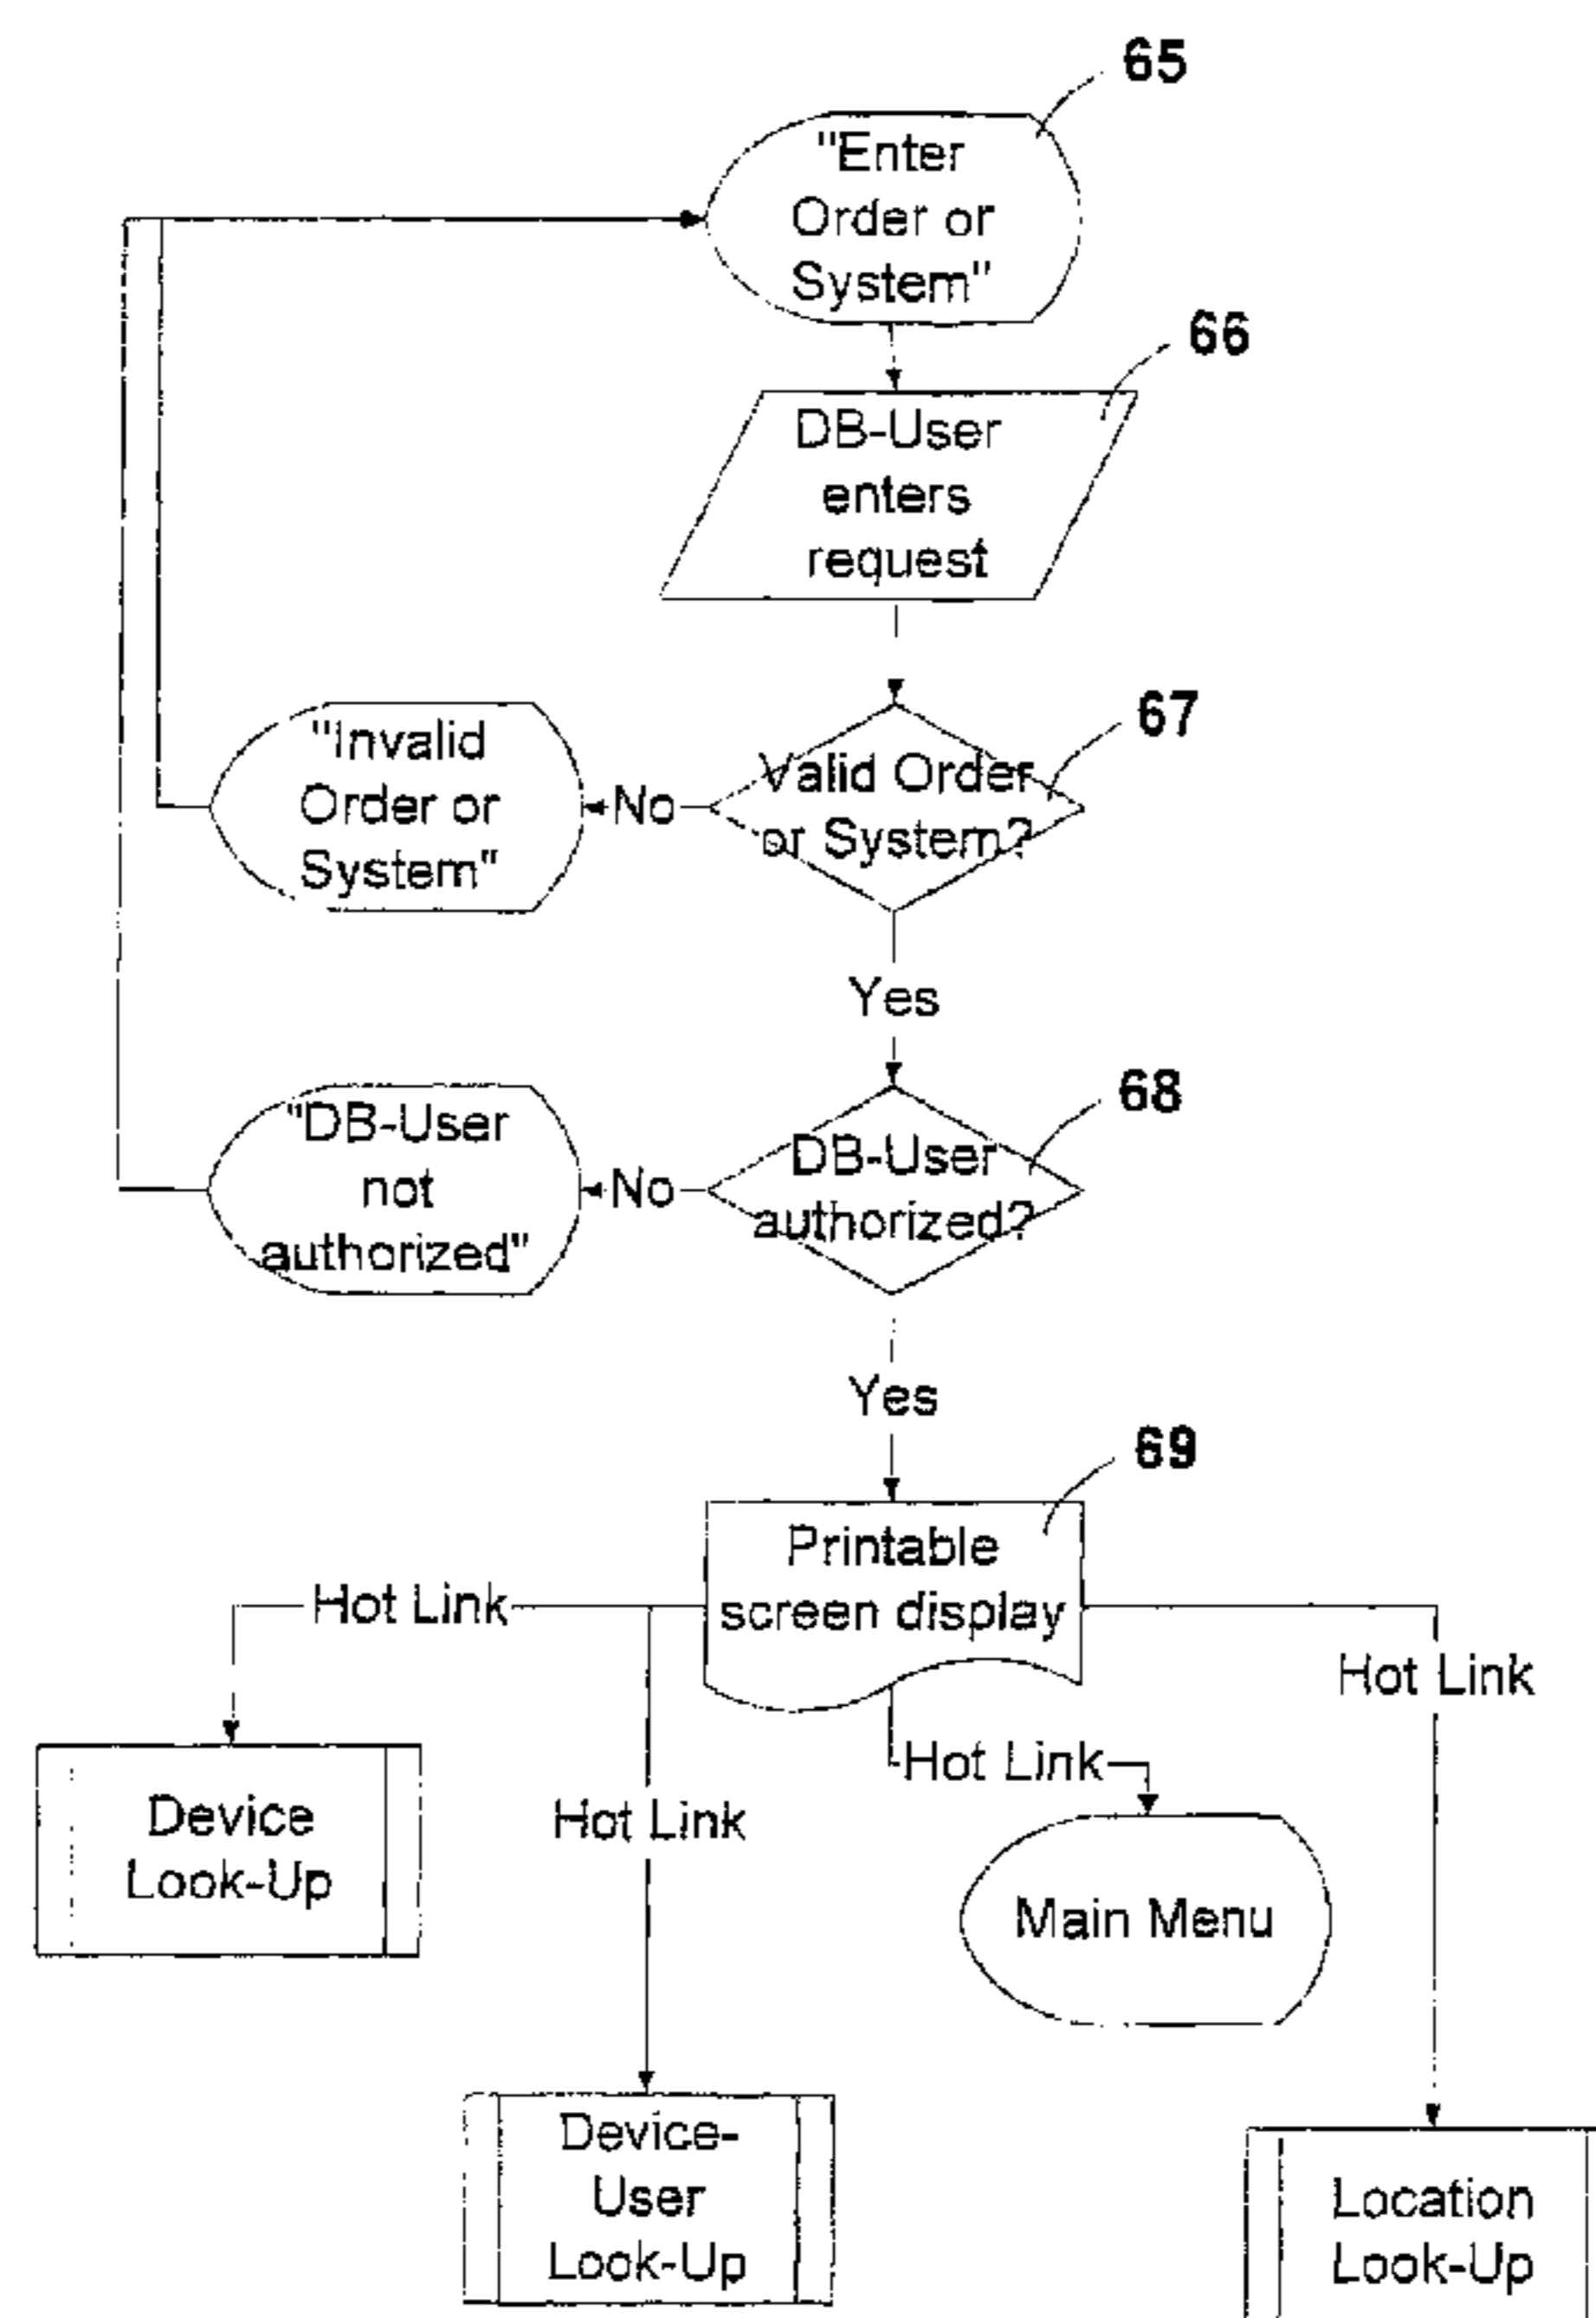 65
"Enter
Order or
System"
66
DB-User
enters
request
67
Valid Order
or System?
No
"Invalid
Order or
System"
Yes
68
DB-User
authorized?
No
"DB-User
not
authorized"
Yes
69
Printable
screen display
Hot Link
Hot Link
Hot Link
Hot Link
Device
Look-Up
Main Menu
Device-
User
Look-Up
Location
Look-Up